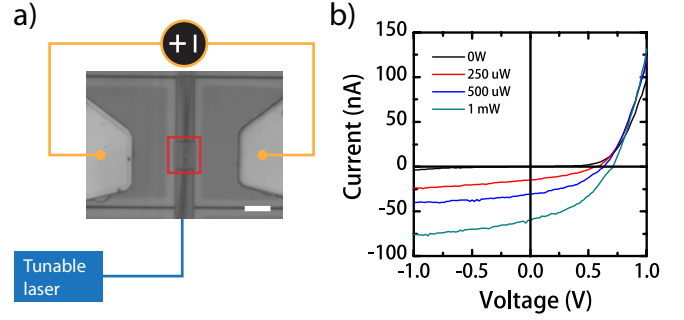 a)
+ I
Tunable
laser
b)
Current (nA)
150
100
50
0
-50
-100
0W
250 uW
500 uW
1 mW
-1.0
-0.5
0.0
0.5
1.0
Voltage (V)